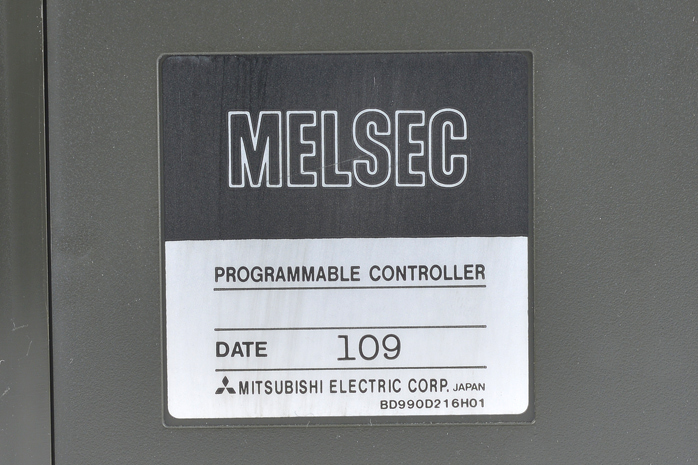 MELSEC
PROGRAMMABLE CONTROLLER
DATE 109
MITSUBISHI ELECTRIC CORP. JAPAN
BD990D216H01